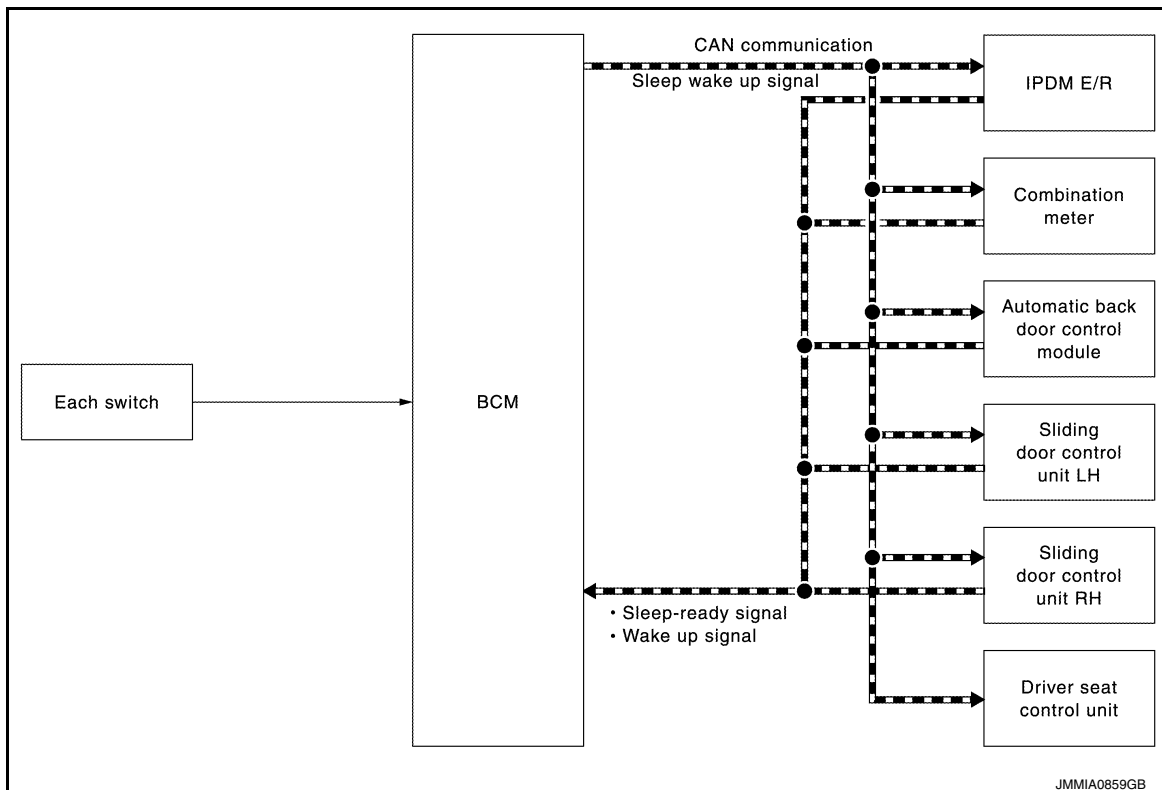 CAN communication
Sleep wake up signal
IPDM E/R
Combination
meter
Automatic back
door control
module
Each switch
BCM
Sliding
door control
unit LH
Sliding
door control
unit RH
• Sleep-ready signal
• Wake up signal
Driver seat
control unit
JMMIA0859GB